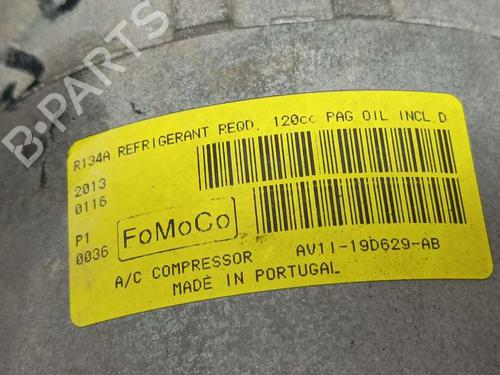 R134A REFRIGERANT REQD. 120cc PAG OIL INCL.D
2013
0116
P1
0036
FoMoCo
A/C COMPRESSOR AV11-19D629-AB
MADE IN PORTUGAL
B-PARTS